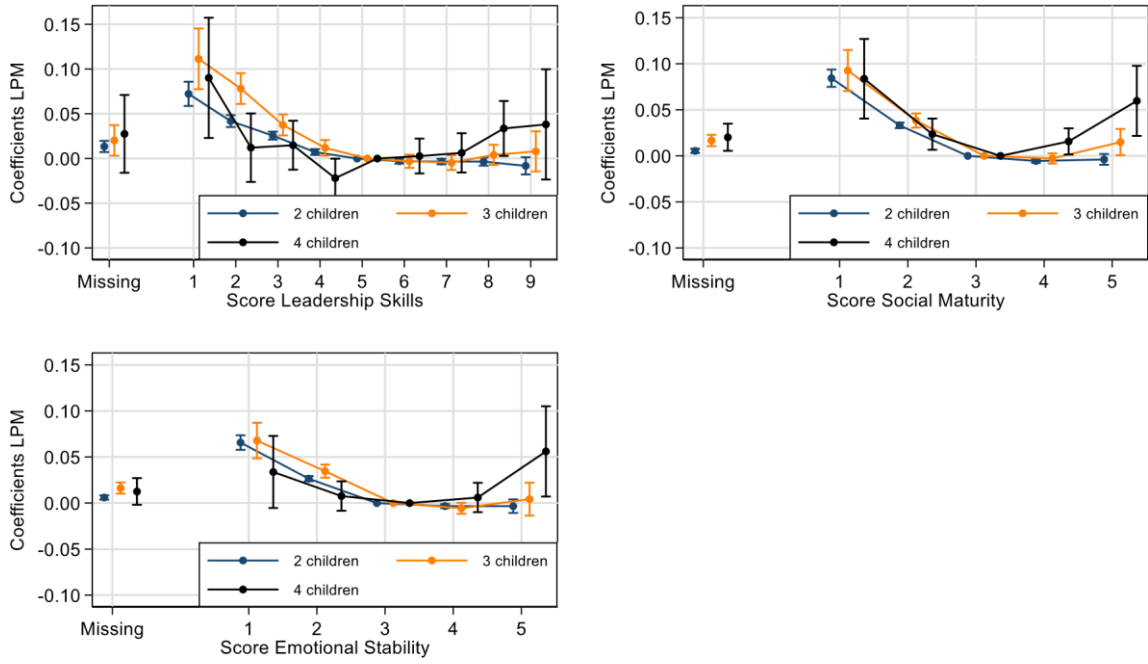 Coefficients LPM
0.15
0.10
0.05
0.00
-0.05
-0.10
2 children
3 children
4 children
Missing
1 2 3 4 5 6 7 8 9
Score Leadership Skills
Coefficients LPM
0.15
0.10
0.05
0.00
-0.05
-0.10
2 children
3 children
4 children
Missing
1 2 3 4 5
Score Social Maturity
Coefficients LPM
0.15
0.10
0.05
0.00
-0.05
-0.10
2 children
3 children
4 children
Missing
1 2 3 4 5
Score Emotional Stability